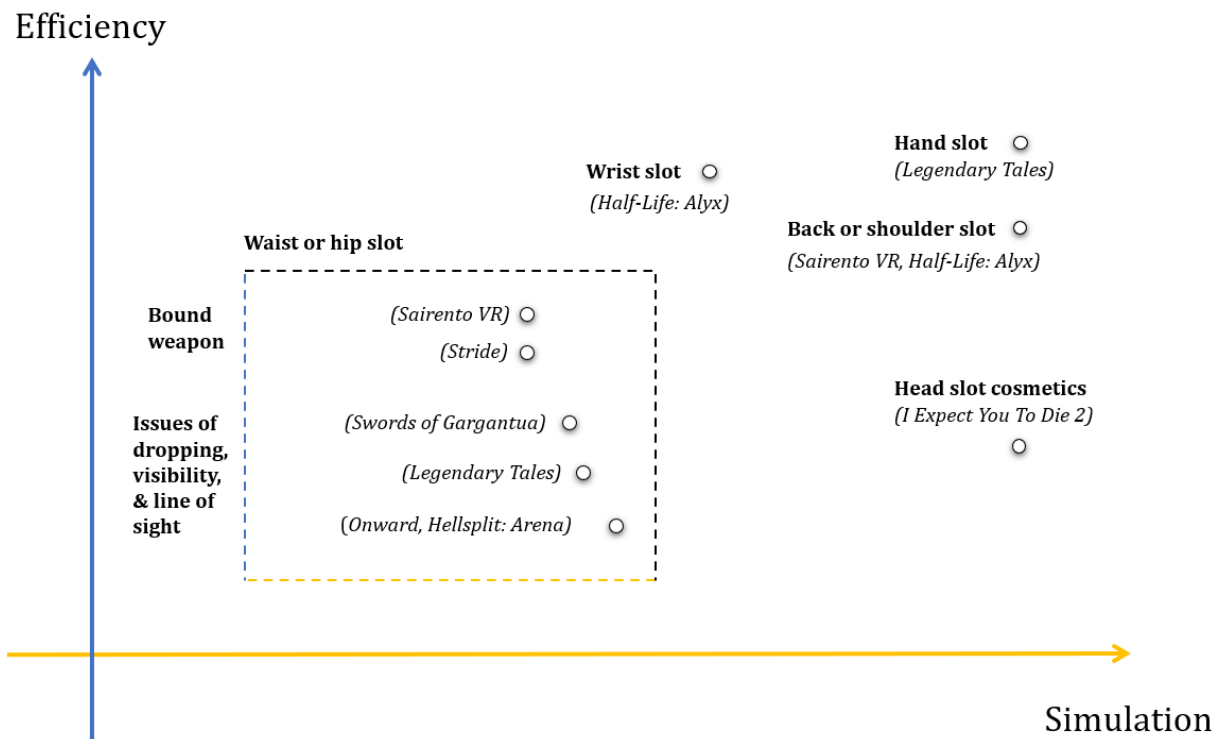 Efficiency
Hand slot
(Legendary Tales)
Wrist slot
(Half-Life: Alyx)
Back or shoulder slot
(Sairento VR, Half-Life: Alyx)
Waist or hip slot
Bound
weapon
(Sairento VR)
(Stride)
Head slot cosmetics
(I Expect You To Die 2)
Issues of
dropping,
visibility,
& line of
sight
(Swords of Gargantua)
(Legendary Tales)
(Onward, Hellsplit: Arena)
Simulation